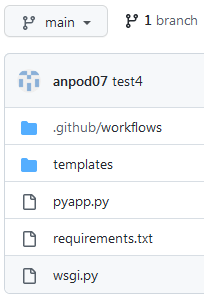 main 1 branch
anpod07 test4
.github/workflows
templates
pyapp.py
requirements.txt
wsgi.py